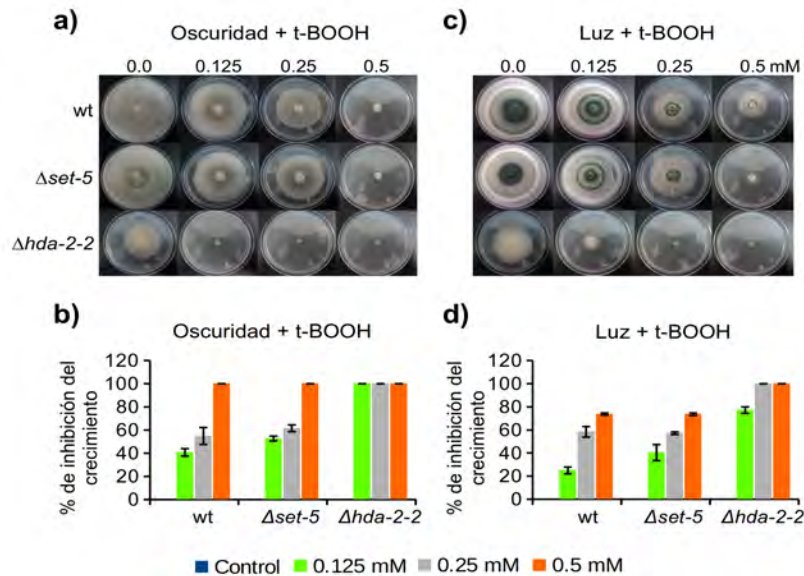 a)
Oscuridad + t-BOOH
0.0 0.125 0.25 0.5
wt
Δset-5
Δhda-2-2
c)
Luz + t-BOOH
0.0 0.125 0.25 0.5 mM
b)
Oscuridad + t-BOOH
% de inhibición del
crecimiento
120
100
80
60
40
20
0
wt Δset-5 Δhda-2-2
d)
Luz + t-BOOH
% de inhibición del
crecimiento
120
100
80
60
40
20
0
wt Δset-5 Δhda-2-2
Control 0.125 mM 0.25 mM 0.5 mM